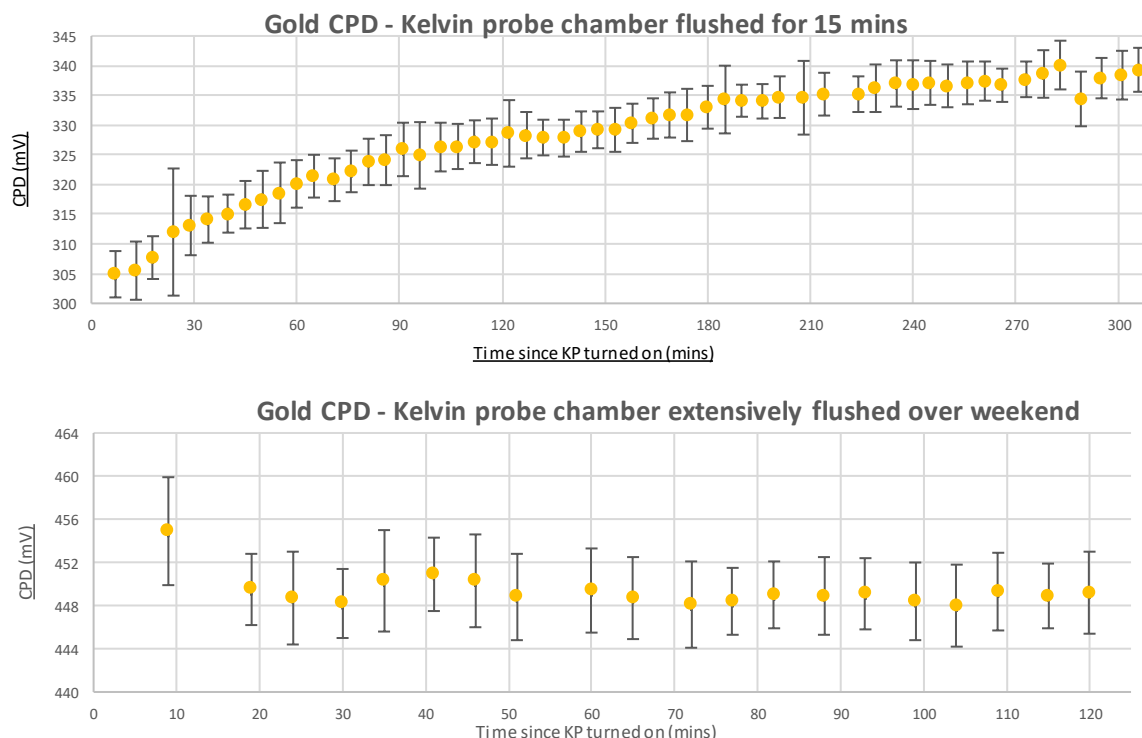 Gold CPD - Kelvin probe chamber flushed for 15 mins
345
340
335
330
325
320
315
310
305
300
CPD (mV)
0 30 60 90 120 150 180 210 240 270 300
Time since KP turned on (mins)
Gold CPD - Kelvin probe chamber extensively flushed over weekend
464
460
456
452
448
444
440
CPD (mV)
0 10 20 30 40 50 60 70 80 90 100 110 120
Time since KP turned on (mins)